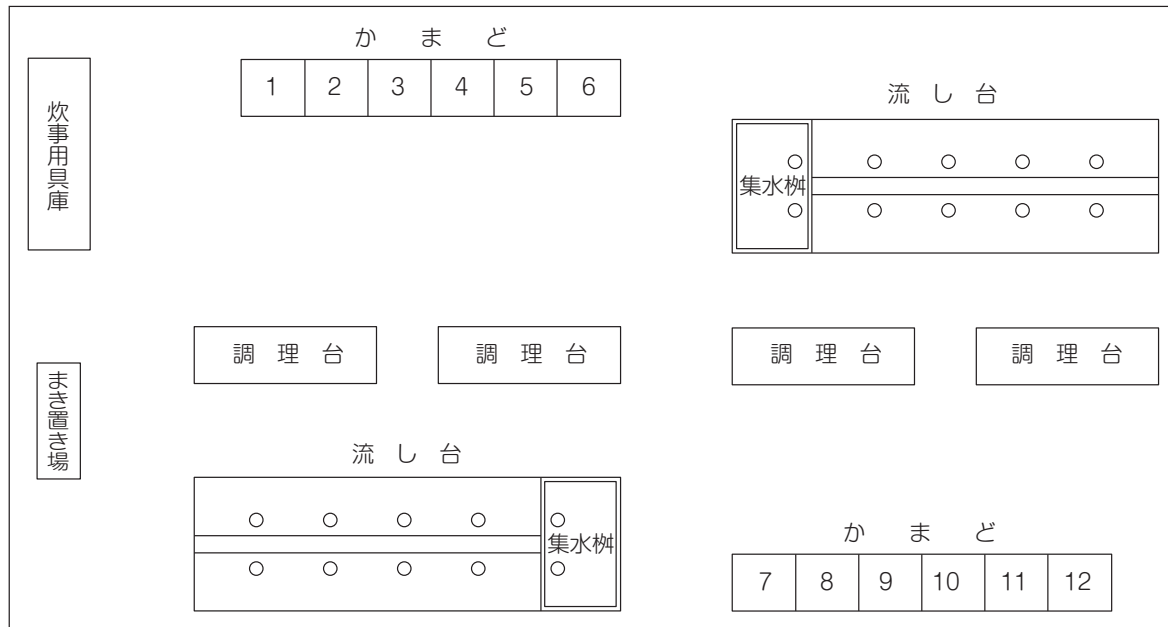 かまど
1 2 3 4 5 6
炊事用具庫
流し台
集水桝
調理台
調理台
調理台
調理台
まき置き場
流し台
集水桝
かまど
7 8 9 10 11 12